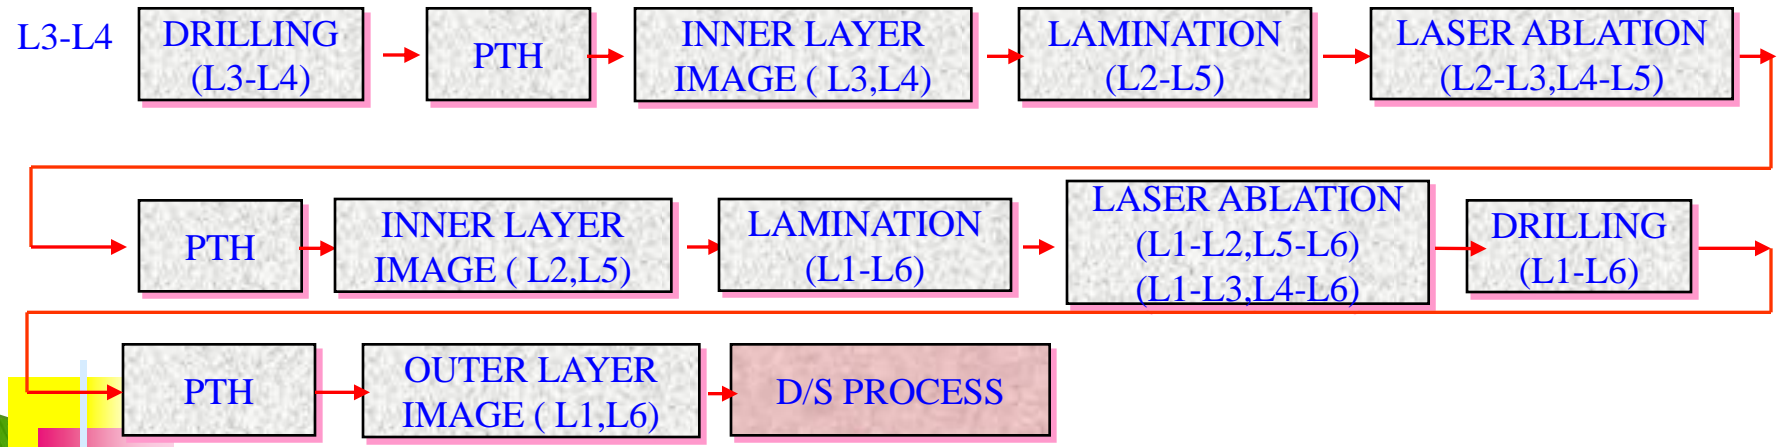 L3-L4
DRILLING
(L3-L4)
PTH
INNER LAYER
IMAGE ( L3,L4)
LAMINATION
(L2-L5)
LASER ABLATION
(L2-L3,L4-L5)
PTH
INNER LAYER
IMAGE ( L2,L5)
LAMINATION
(L1-L6)
LASER ABLATION
(L1-L2,L5-L6)
(L1-L3,L4-L6)
DRILLING
(L1-L6)
PTH
OUTER LAYER
IMAGE ( L1,L6)
D/S PROCESS